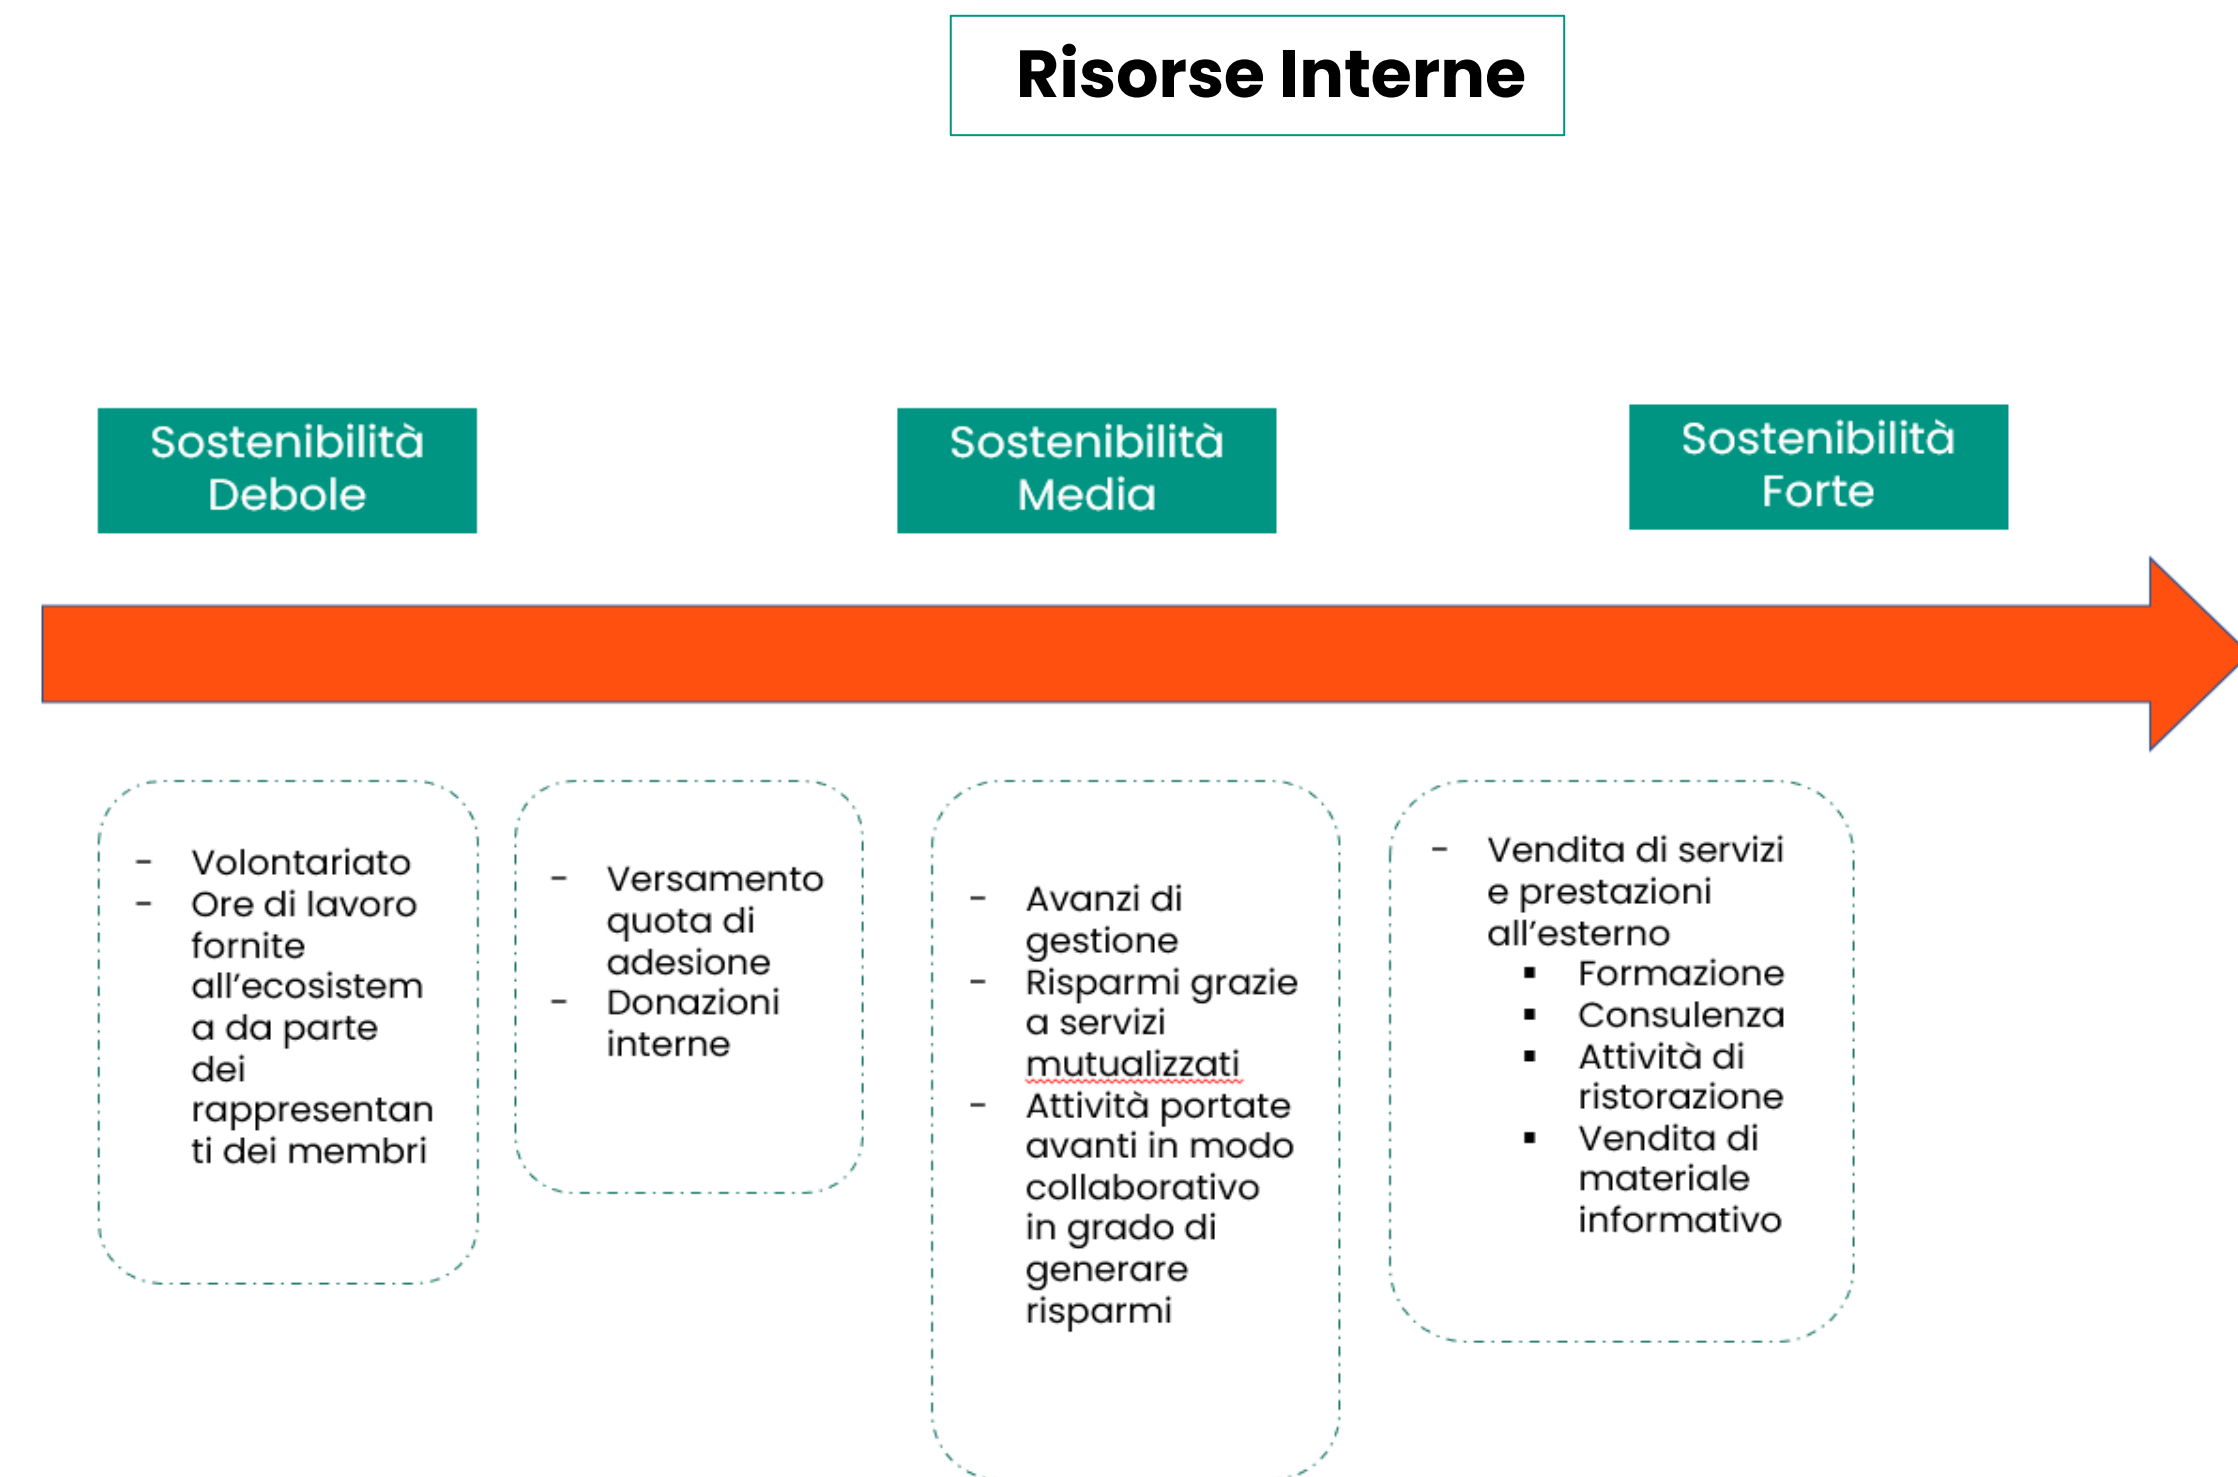 Risorse Interne
Sostenibilità
Debole
Sostenibilità
Media
Sostenibilità
Forte
- Volontariato
- Ore di lavoro
fornite
all’ecosistem
a da parte
dei
rappresentan
ti dei membri
- Versamento
quota di
adesione
- Donazioni
interne
- Avanzi di
gestione
- Risparmi grazie
a servizi
mutualizzati
- Attività portate
avanti in modo
collaborativo
in grado di
generare
risparmi
- Vendita di servizi
e prestazioni
all’esterno
▪ Formazione
▪ Consulenza
▪ Attività di
ristorazione
▪ Vendita di
materiale
informativo